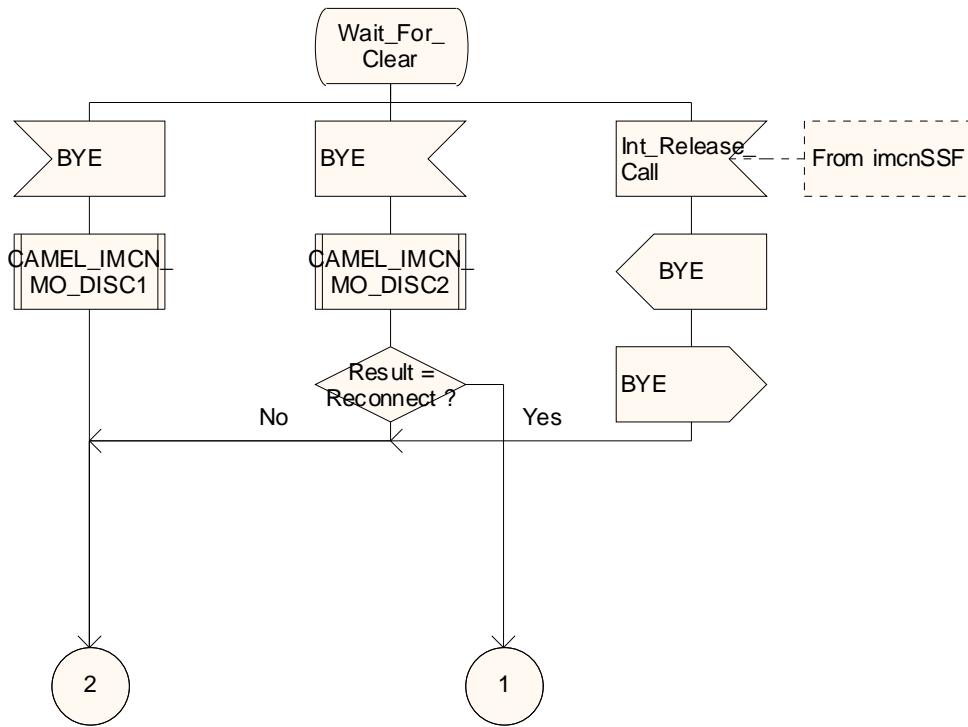 Wait_For_
Clear
BYE
BYE
Int_Release_
Call
From imcnSSF
CAMEL_IMCN_
MO_DISC1
CAMEL_IMCN_
MO_DISC2
BYE
Result =
Reconnect ?
BYE
No
Yes
2
1